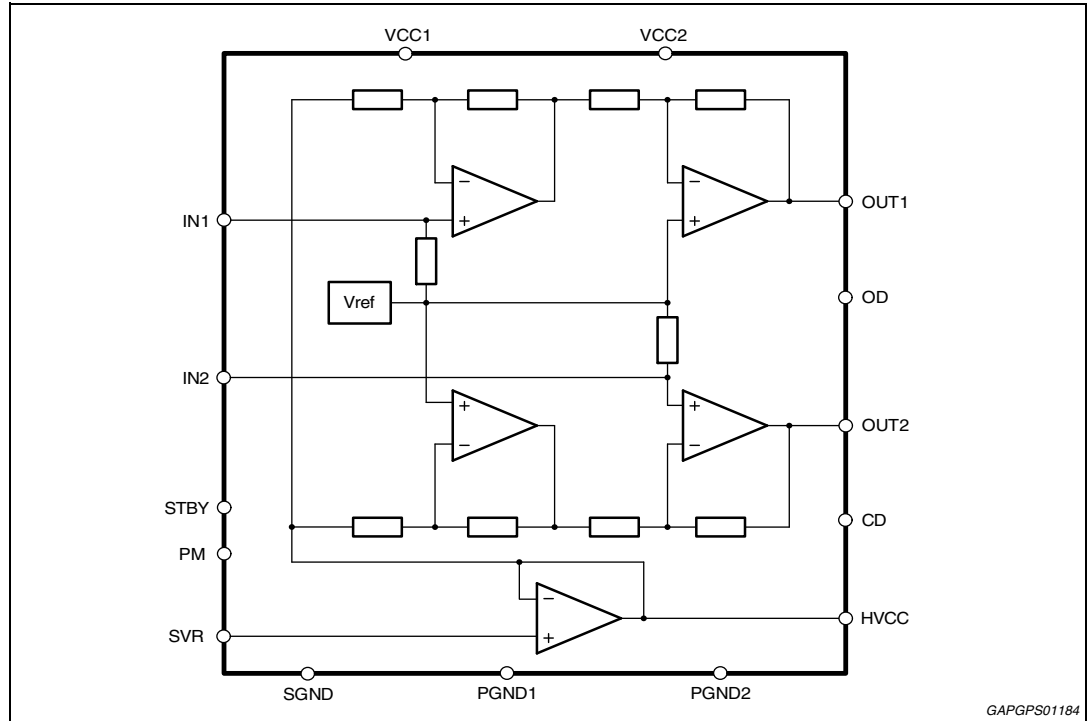 VCC1 VCC2
−
+
−
+
IN1
OUT1
Vref
OD
IN2
+
−
+
−
OUT2
STBY
CD
PM
−
+
HVCC
SVR
SGND PGND1 PGND2
GAPGPS01184